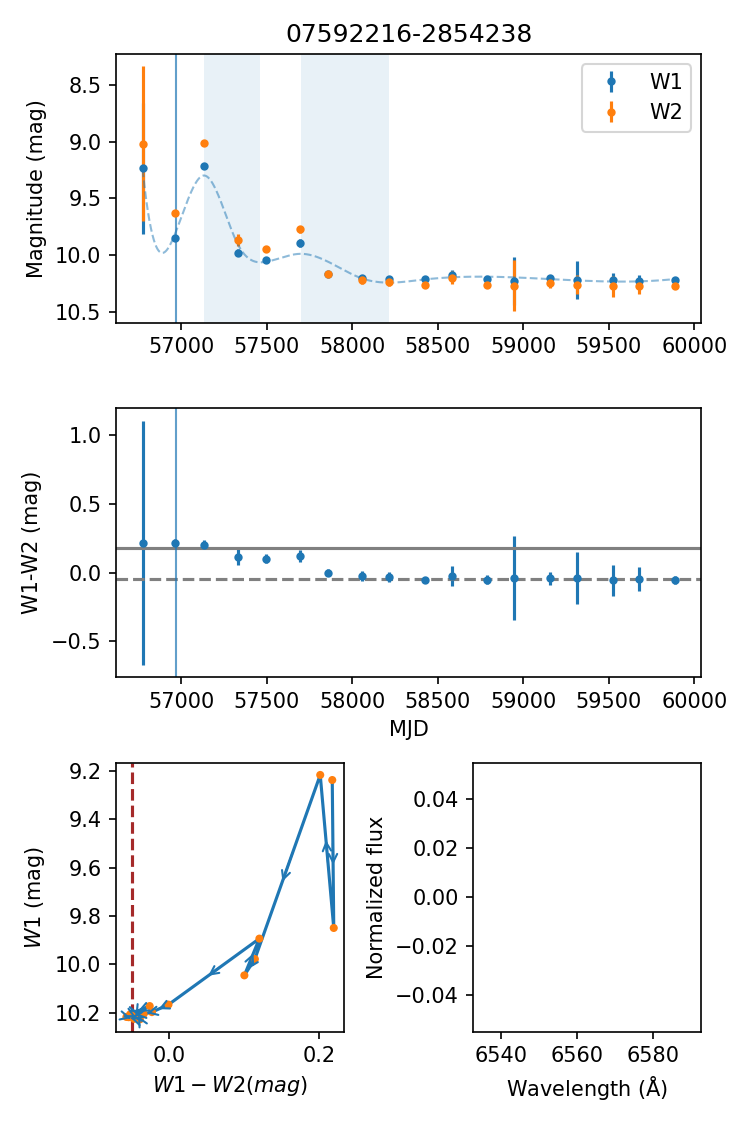 07592216-2854238
Magnitude (mag)
8.5
9.0
9.5
10.0
10.5
W1
W2
57000 57500 58000 58500 59000 59500 60000
W1-W2 (mag)
1.0
0.5
0.0
−0.5
57000 57500 58000 58500 59000 59500 60000
MJD
W1 (mag)
9.2
9.4
9.6
9.8
10.0
10.2
0.0 0.2
W1 − W2(mag)
Normalized flux
0.04
0.02
0.00
−0.02
−0.04
6540 6560 6580
Wavelength (Å)